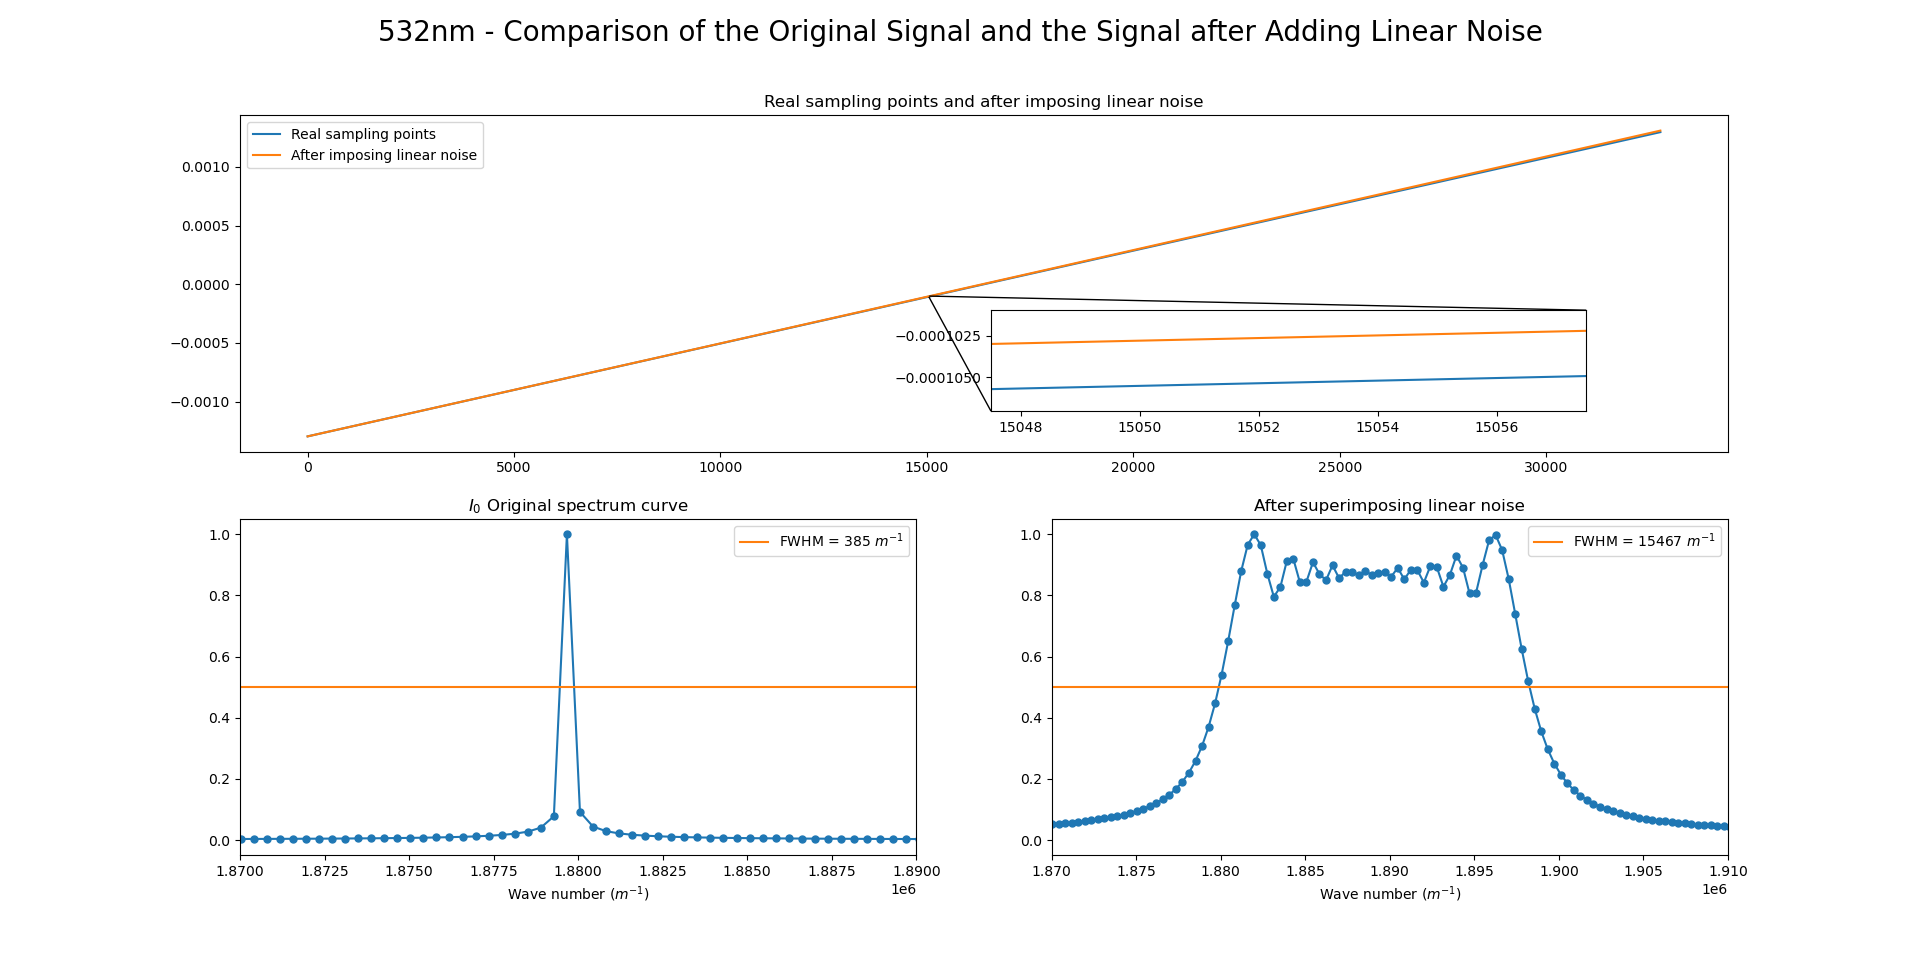 532nm - Comparison of the Original Signal and the Signal after Adding Linear Noise
Real sampling points and after imposing linear noise
Real sampling points
After imposing linear noise
0.0010
0.0005
0.0000
−0.0005
−0.0010
−0.0001025
−0.0001050
15048 15050 15052 15054 15056
0 5000 10000 15000 20000 25000 30000
I₀ Original spectrum curve
FWHM = 385 m⁻¹
1.0
0.8
0.6
0.4
0.2
0.0
1.8700 1.8725 1.8750 1.8775 1.8800 1.8825 1.8850 1.8875 1.8900
1e6
Wave number (m⁻¹)
After superimposing linear noise
FWHM = 15467 m⁻¹
1.0
0.8
0.6
0.4
0.2
0.0
1.870 1.875 1.880 1.885 1.890 1.895 1.900 1.905 1.910
1e6
Wave number (m⁻¹)